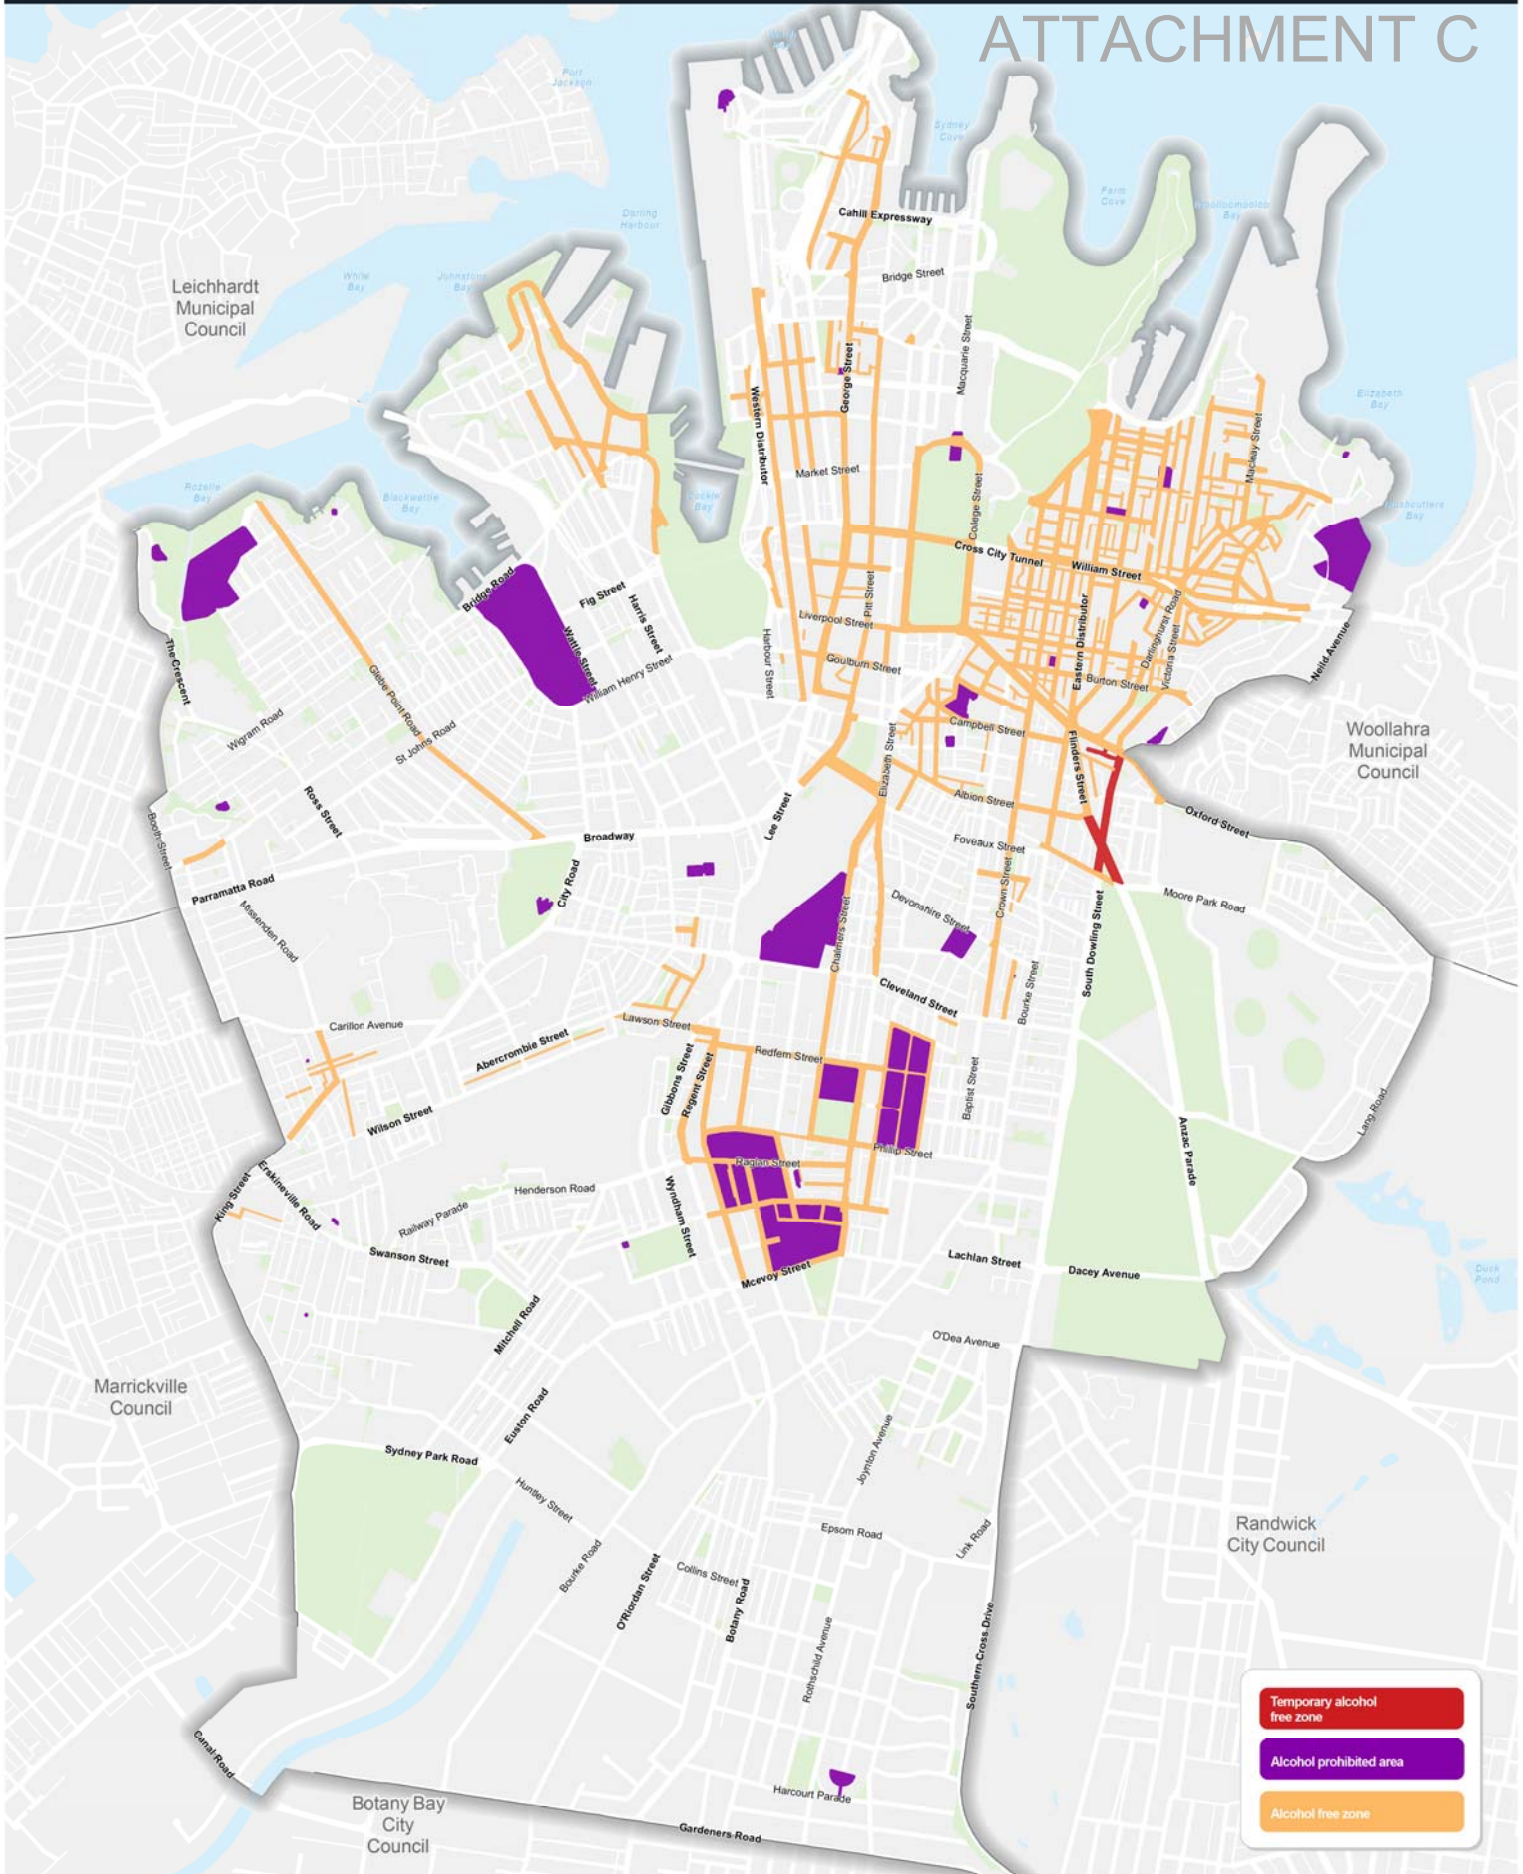 ATTACHMENT C
Port
Jackson
Sydney
Cove
Farm
Cove
Woolloomooloo
Bay
Darling
Harbour
Cahill Expressway
Bridge Street
White
Bay
Johnstons
Bay
Leichhardt
Municipal
Council
Macquarie Street
George Street
Western Distributor
Elizabeth
Bay
Macleay Street
Market Street
College Street
Rozelle
Bay
Blackwattle
Bay
Cockle
Bay
Rushcutters
Bay
Cross City Tunnel
William Street
Bridge Road
Fig Street
Harris Street
Wattle Street
William Henry Street
Pitt Street
Liverpool Street
Goulburn Street
Harbour Street
Eastern Distributor
Darlinghurst Road
Victoria Street
Burton Street
Neild Avenue
The Crescent
Glebe Point Road
Wigram Road
St Johns Road
Campbell Street
Woollahra
Municipal
Council
Elizabeth Street
Flinders Street
Albion Street
Oxford Street
Ross Street
Lee Street
Booth Street
Broadway
Foveaux Street
Parramatta Road
City Road
Crown Street
Devonshire Street
Moore Park Road
Missenden Road
Chalmers Street
South Dowling Street
Cleveland Street
Bourke Street
Carillon Avenue
Lawson Street
Abercrombie Street
Redfern Street
Gibbons Street
Regent Street
Baptist Street
Wilson Street
Lang Road
Anzac Parade
Phillip Street
Raglan Street
Erskineville Road
King Street
Henderson Road
Railway Parade
Wyndham Street
Swanson Street
Lachlan Street
Dacey Avenue
Duck
Pond
Mcevoy Street
Mitchell Road
O'Dea Avenue
Marrickville
Council
Euston Road
Joynton Avenue
Sydney Park Road
Huntley Street
Epsom Road
Link Road
Randwick
City Council
Bourke Road
O'Riordan Street
Collins Street
Botany Road
Rothschild Avenue
Southern Cross Drive
Canal Road
Harcourt Parade
Botany Bay
City
Council
Gardeners Road
Temporary alcohol
free zone
Alcohol prohibited area
Alcohol free zone